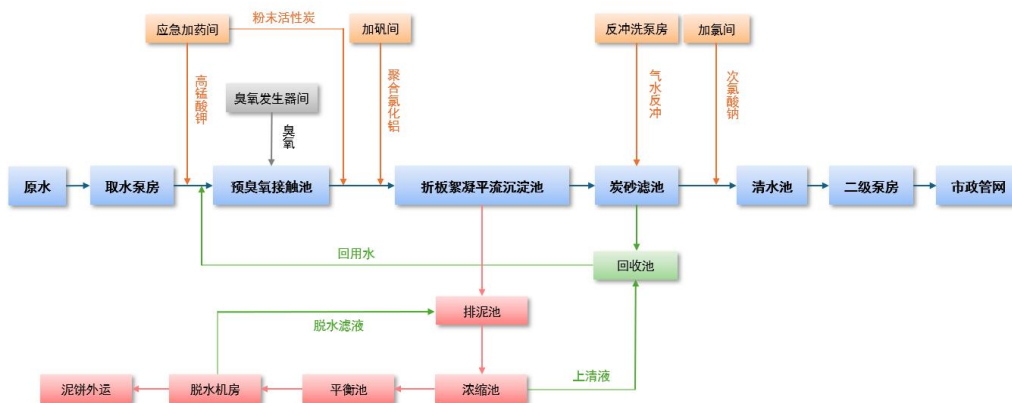 应急加药间
粉末活性炭
加矾间
反冲洗泵房
加氯间
高锰酸钾
臭氧发生器间
臭氧
聚合氯化铝
气水反冲
次氯酸钠
原水
取水泵房
预臭氧接触池
折板絮凝平流沉淀池
炭砂滤池
清水池
二级泵房
市政管网
回用水
回收池
排泥池
脱水滤液
泥饼外运
脱水机房
平衡池
浓缩池
上清液